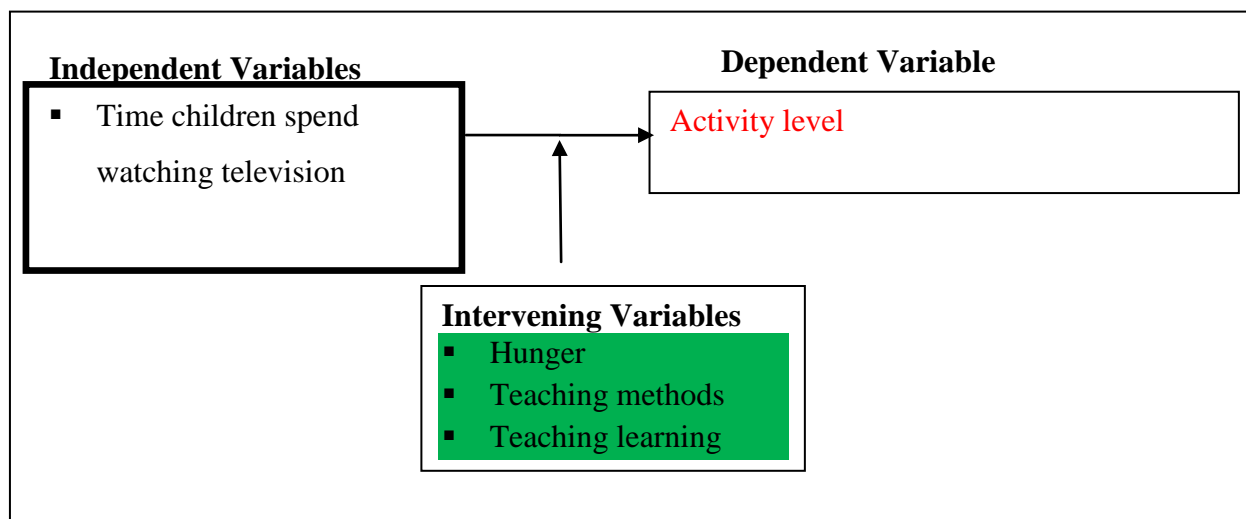 Independent Variables
▪ Time children spend
watching television
Dependent Variable
Activity level
Intervening Variables
▪ Hunger
▪ Teaching methods
▪ Teaching learning